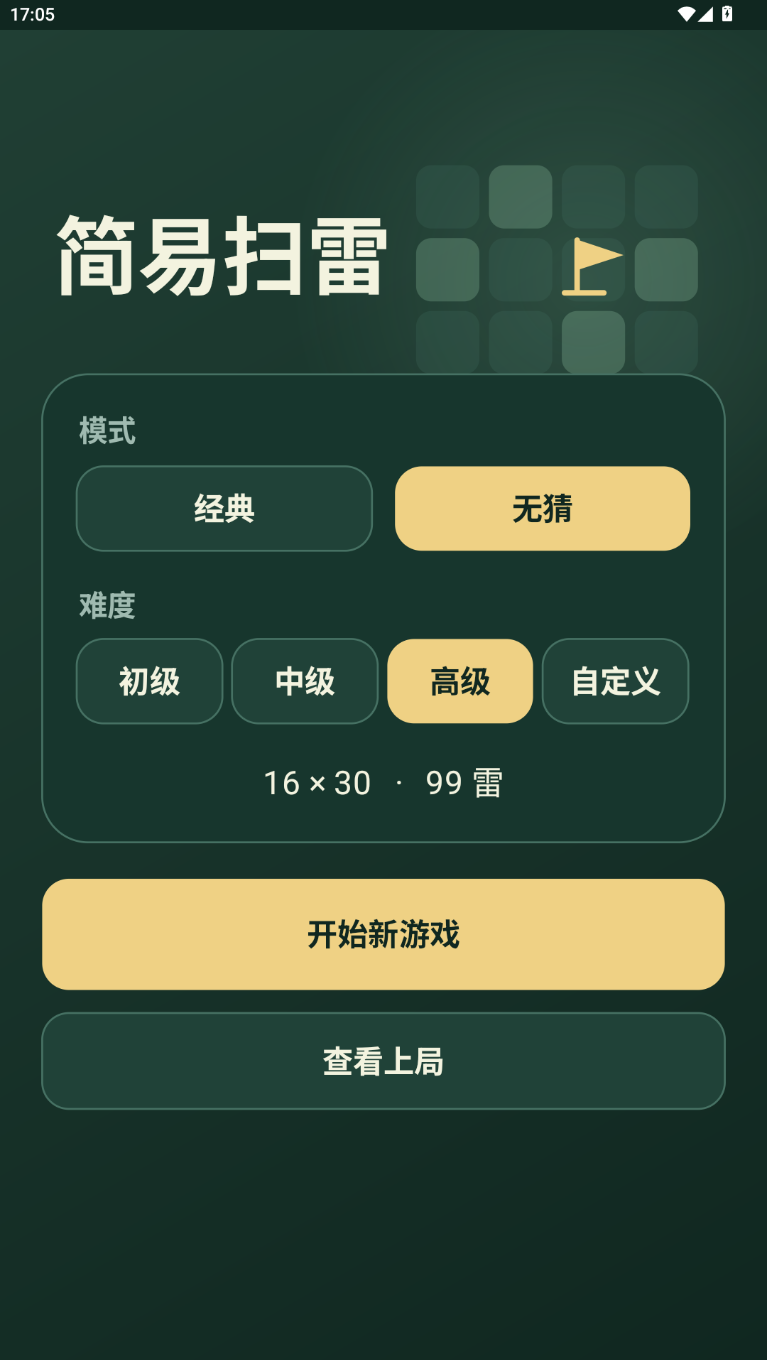 17:05
简易扫雷
模式
经典 无猜
难度
初级 中级 高级 自定义
16 × 30 · 99 雷
开始新游戏
查看上局